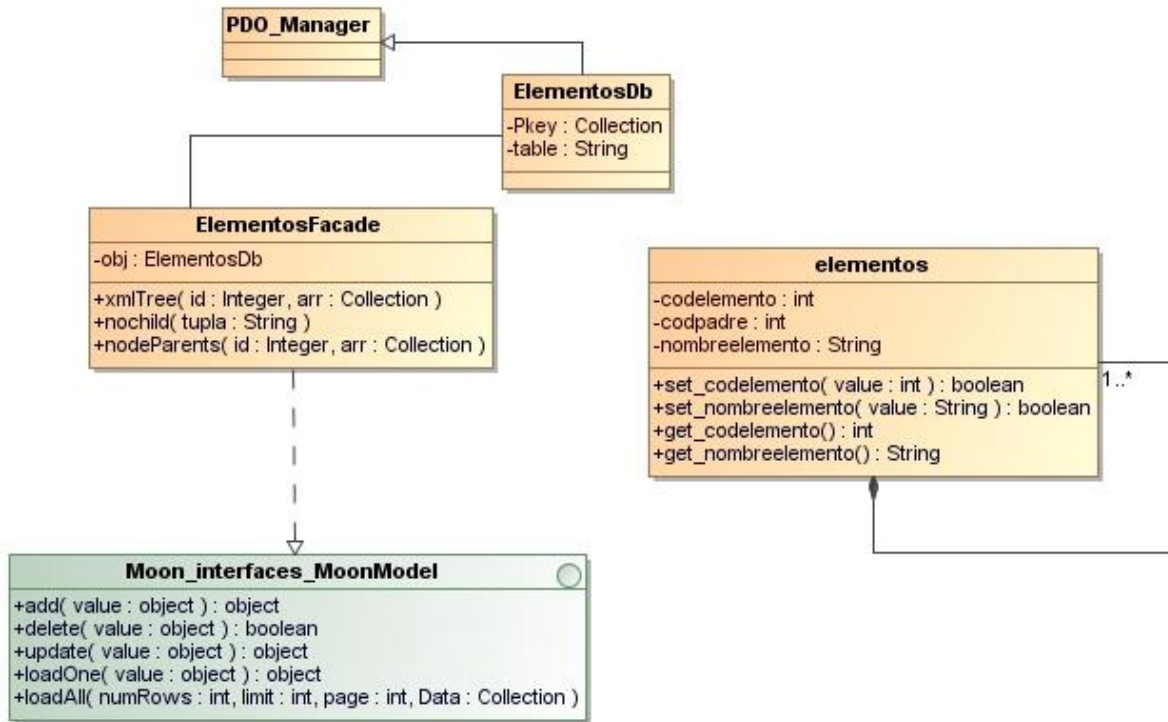 PDO_Manager
ElementosDb
-Pkey : Collection
-table : String
ElementosFacade
-obj : ElementosDb
+xmlTree( id : Integer, arr : Collection )
+nochild( tupla : String )
+nodeParents( id : Integer, arr : Collection )
elementos
-codelemento : int
-codpadre : int
-nombreelemento : String
+set_codelemento( value : int ) : boolean
+set_nombreelemento( value : String ) : boolean
+get_codelemento() : int
+get_nombreelemento() : String
1..*
Moon_interfaces_MoonModel
+add( value : object ) : object
+delete( value : object ) : boolean
+update( value : object ) : object
+loadOne( value : object ) : object
+loadAll( numRows : int, limit : int, page : int, Data : Collection )